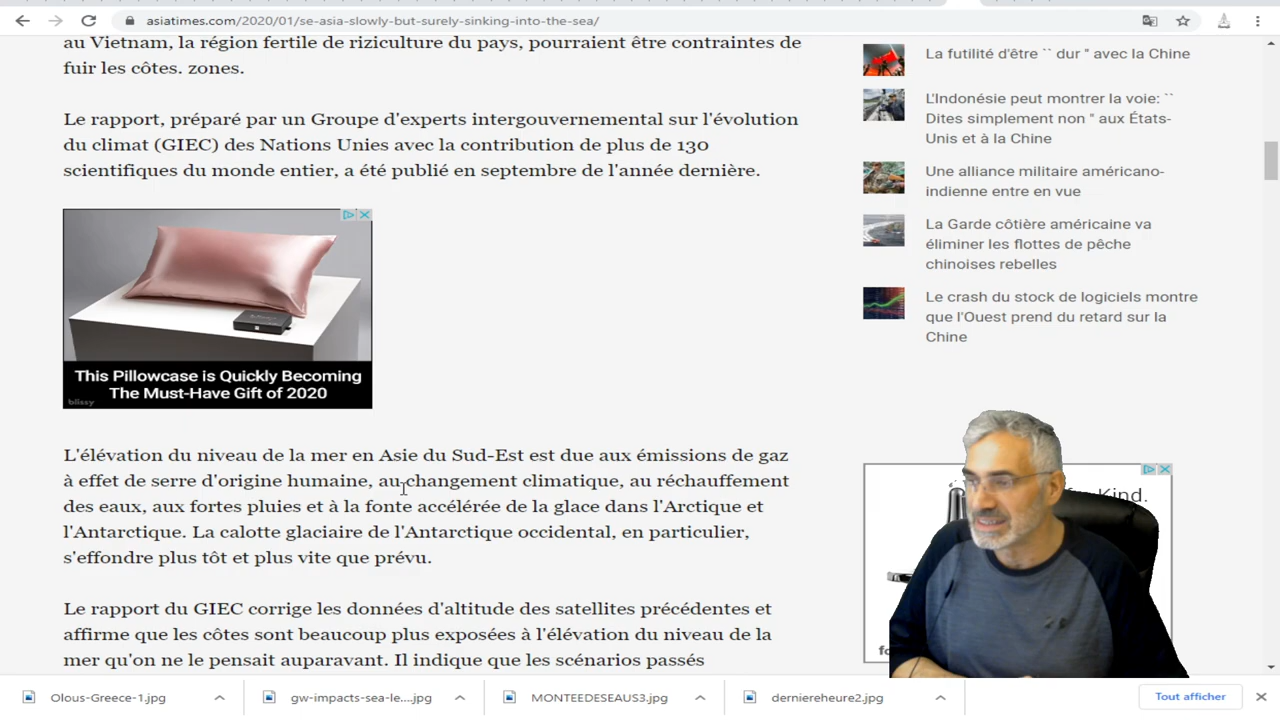 asiatimes.com/2020/01/se-asia-slowly-but-surely-sinking-into-the-sea/
au Vietnam, la région fertile de riziculture du pays, pourraient être contraintes de
fuir les côtes. zones.
Le rapport, préparé par un Groupe d'experts intergouvernemental sur l'évolution
du climat (GIEC) des Nations Unies avec la contribution de plus de 130
scientifiques du monde entier, a été publié en septembre de l'année dernière.
This Pillowcase is Quickly Becoming
The Must-Have Gift of 2020
blissy
L'élévation du niveau de la mer en Asie du Sud-Est est due aux émissions de gaz
à effet de serre d'origine humaine, au changement climatique, au réchauffement
des eaux, aux fortes pluies et à la fonte accélérée de la glace dans l'Arctique et
l'Antarctique. La calotte glaciaire de l'Antarctique occidental, en particulier,
s'effondre plus tôt et plus vite que prévu.
Le rapport du GIEC corrige les données d'altitude des satellites précédentes et
affirme que les côtes sont beaucoup plus exposées à l'élévation du niveau de la
mer qu'on ne le pensait auparavant. Il indique que les scénarios passés
La futilité d'être `` dur '' avec la Chine
L'Indonésie peut montrer la voie: ``
Dites simplement non '' aux États-
Unis et à la Chine
Une alliance militaire américano-
indienne entre en vue
La Garde côtière américaine va
éliminer les flottes de pêche
chinoises rebelles
Le crash du stock de logiciels montre
que l'Ouest prend du retard sur la
Chine
Kind.
Olous-Greece-1.jpg
gw-impacts-sea-le....jpg
MONTEEDESEAUS3.jpg
derniereheure2.jpg
Tout afficher